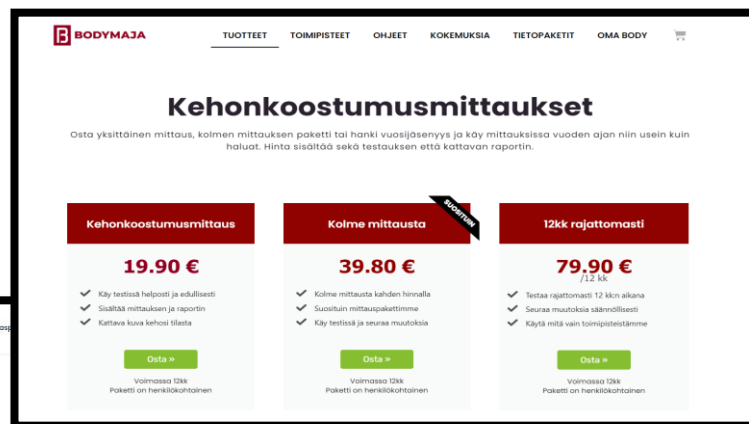 BODYMAJA
TUOTTEET TOIMIPISTEET OHJEET KOKEMUKSIA TIETOPAKETIT OMA BODY
Kehonkoostumusmittaukset
Osta yksittäinen mittaus, kolmen mittauksen paketti tai hanki vuosijäsenyys ja käy mittauksissa vuoden ajan niin usein kuin
haluat. Hinta sisältää sekä testauksen että kattavan raportin.
Kehonkoostumusmittaus
19.90 €
Käy testissä helposti ja edullisesti
Sisältää mittauksen ja raportin
Kattava kuva kehosi tilasta
Osta »
Voimassa 12kk
Paketti on henkilökohtainen
SUOSITUIN
Kolme mittausta
39.80 €
Kolme mittausta kahden hinnalla
Suosituin mittauspakettimme
Käy testissä ja seuraa muutoksia
Osta »
Voimassa 12kk
Paketti on henkilökohtainen
12kk rajattomasti
79.90 €
/12 kk
Testaa rajattomasti 12 kk:n aikana
Seuraa muutoksia säännöllisesti
Käytä mitä vain toimipisteistämme
Osta »
Voimassa 12kk
Paketti on henkilökohtainen